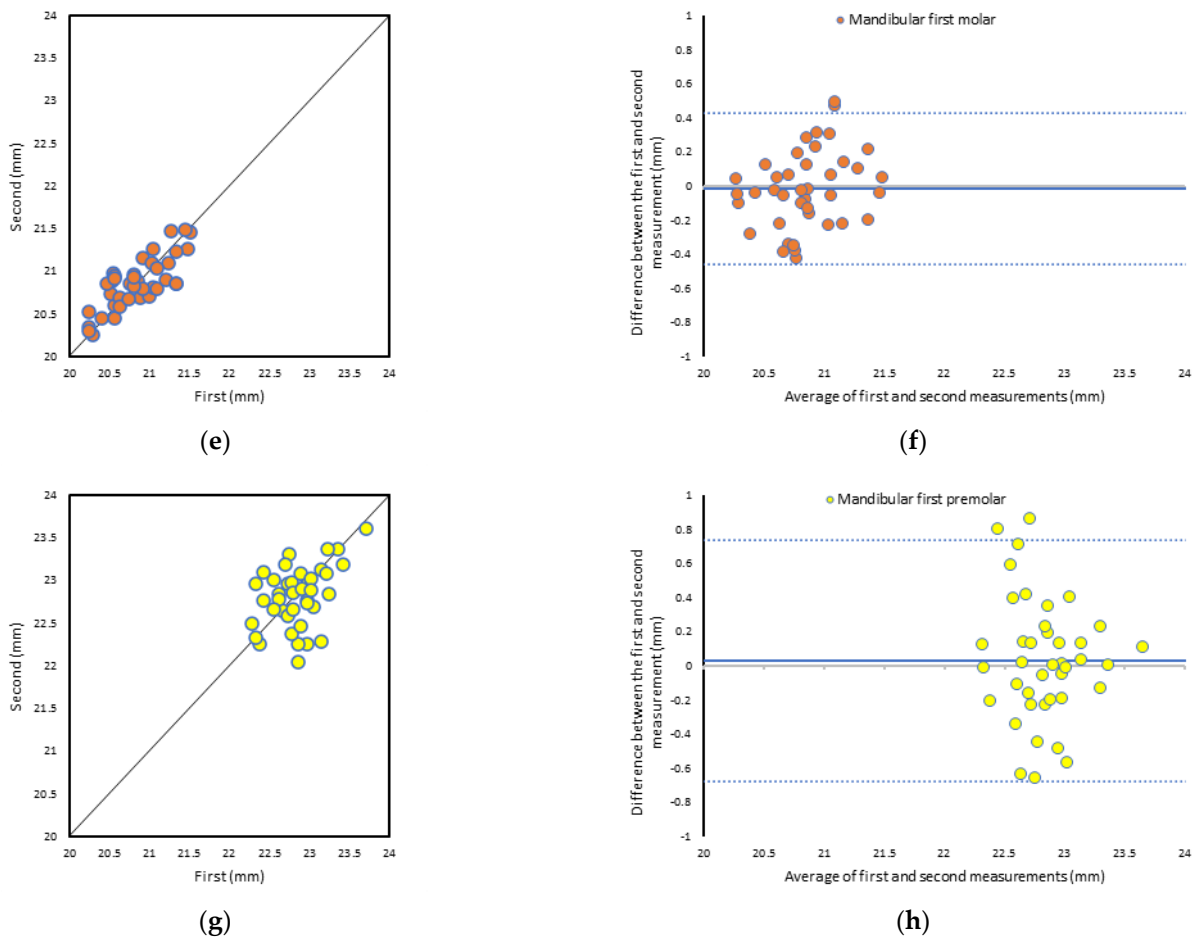 24
23.5
23
22.5
22
21.5
21
20.5
20
Second (mm)
20 20.5 21 21.5 22 22.5 23 23.5 24
First (mm)
(e)
Mandibular first molar
1
0.8
0.6
0.4
0.2
0
-0.2
-0.4
-0.6
-0.8
-1
Difference between the first and second
measurement (mm)
20 20.5 21 21.5 22 22.5 23 23.5 24
Average of first and second measurements (mm)
(f)
24
23.5
23
22.5
22
21.5
21
20.5
20
Second (mm)
20 20.5 21 21.5 22 22.5 23 23.5 24
First (mm)
(g)
Mandibular first premolar
1
0.8
0.6
0.4
0.2
0
-0.2
-0.4
-0.6
-0.8
-1
Difference between the first and second
measurement (mm)
20 20.5 21 21.5 22 22.5 23 23.5 24
Average of first and second measurements (mm)
(h)